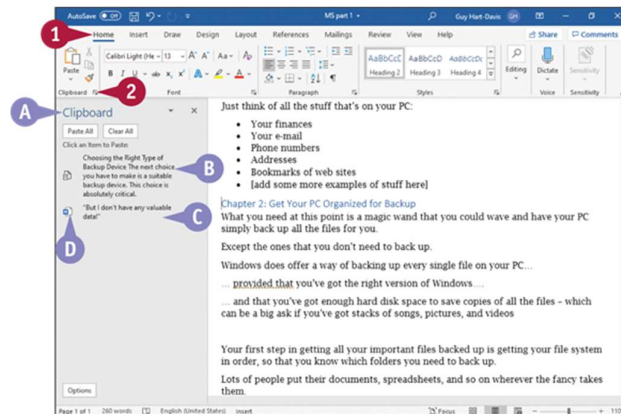 AutoSave Off MS part 1 Guy Hart-Davis GH
1 Home Insert Draw Design Layout References Mailings Review View Help Share Comments
Calibri Light (He 13 A A Aa A
Paste B I U ab x, x² A A Editing Dictate Sensitivity
AaBbCcC AaBbCcD AaBbCcDc
Heading 2 Heading 3 Heading 4
Clipboard 2 Font Paragraph Styles Voice Sensitivity
A Clipboard
Paste All Clear All
Click an Item to Paste:
Choosing the Right Type of
Backup Device The next choice
you have to make is a suitable B
backup device. This choice is
absolutely critical.
"But I don't have any valuable
data!" C
D
Options
Just think of all the stuff that's on your PC:
• Your finances
• Your e-mail
• Phone numbers
• Addresses
• Bookmarks of web sites
• [add some more examples of stuff here]
Chapter 2: Get Your PC Organized for Backup
What you need at this point is a magic wand that you could wave and have your PC
simply back up all the files for you.
Except the ones that you don't need to back up.
Windows does offer a way of backing up every single file on your PC…
… provided that you've got the right version of Windows….
… and that you've got enough hard disk space to save copies of all the files – which
can be a big ask if you've got stacks of songs, pictures, and videos
Your first step in getting all your important files backed up is getting your file system
in order, so that you know which folders you need to back up.
Lots of people put their documents, spreadsheets, and so on wherever the fancy takes
them.
Page 1 of 1 260 words English (United States) Insert Focus 110